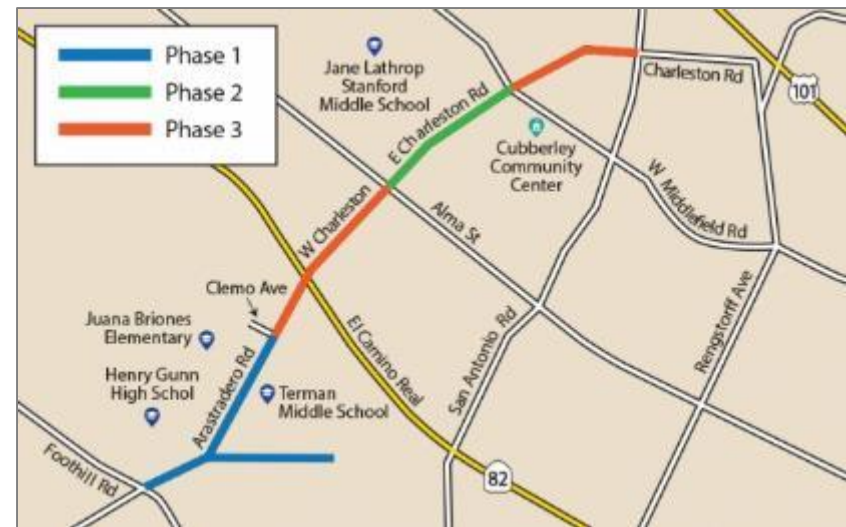 Phase 1
Phase 2
Phase 3
Jane Lathrop
Stanford
Middle School
E Charleston Rd
Charleston Rd
101
Cubberley
Community
Center
W Middlefield Rd
W Charleston
Alma St
Clemo Ave
Juana Briones
Elementary
El Camino Real
San Antonio Rd
Rengstorff Ave
Henry Gunn
High Schol
Arastradero Rd
Terman
Middle School
Foothill Rd
82